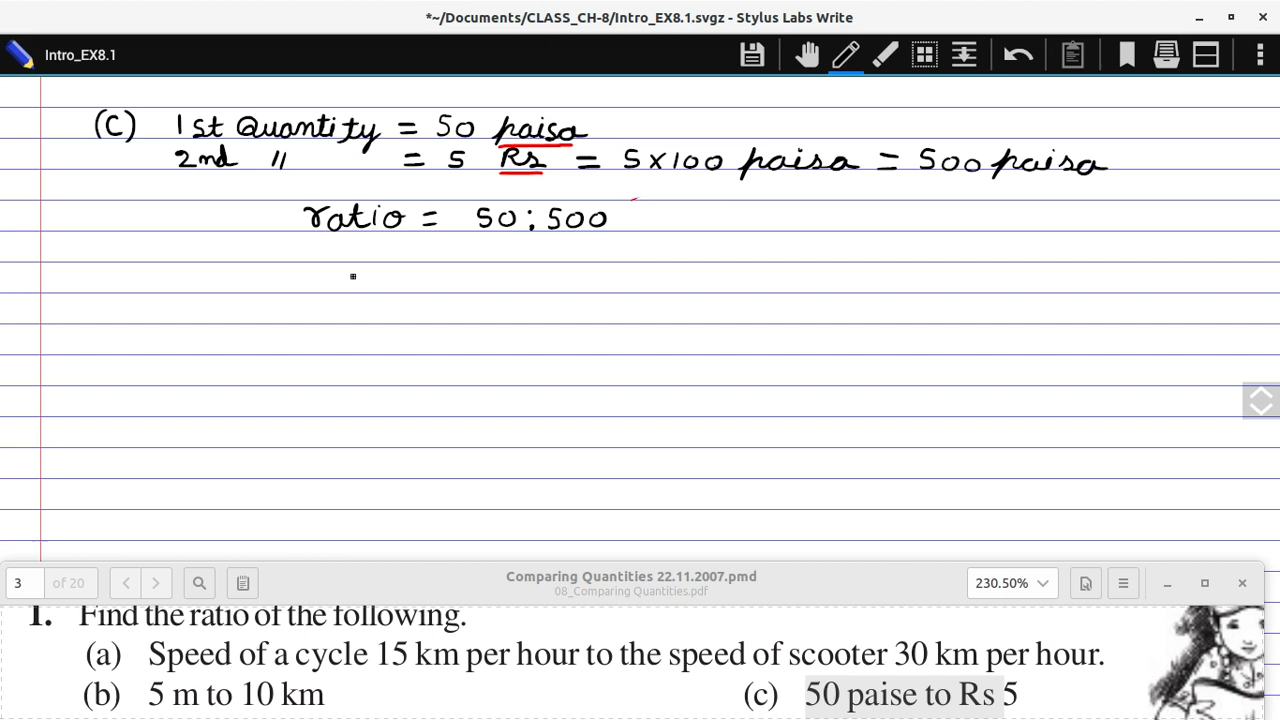 *~/Documents/CLASS_CH-8/Intro_EX8.1.svgz - Stylus Labs Write
Intro_EX8.1
(C) 1st Quantity = 50 paisa
2nd " = 5 Rs = 5x100 paisa = 500 paisa
ratio = 50 : 500
3 of 20
Comparing Quantities 22.11.2007.pmd
08_Comparing Quantities.pdf
230.50%
1. Find the ratio of the following.
(a) Speed of a cycle 15 km per hour to the speed of scooter 30 km per hour.
(b) 5 m to 10 km (c) 50 paise to Rs 5